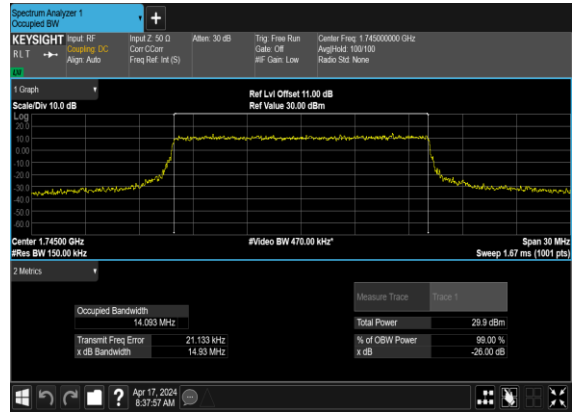 Spectrum Analyzer 1
Occupied BW
+
KEYSIGHT Input: RF Input Z: 50 Ω Atten: 30 dB Trig: Free Run Center Freq: 1.745000000 GHz
RLT Coupling: DC Corr CCorr Gate: Off Avg|Hold: 100/100
Align: Auto Freq Ref: Int (S) #IF Gain: Low Radio Std: None
LW
1 Graph
Ref Lvl Offset 11.00 dB
Scale/Div 10.0 dB Ref Value 30.00 dBm
Log
20.0
10.0
0.00
-10.0
-20.0
-30.0
-40.0
-50.0
-60.0
Center 1.74500 GHz #Video BW 470.00 kHz* Span 30 MHz
#Res BW 150.00 kHz Sweep 1.67 ms (1001 pts)
2 Metrics
Measure Trace Trace 1
Occupied Bandwidth
14.093 MHz Total Power 29.9 dBm
Transmit Freq Error 21.133 kHz % of OBW Power 99.00 %
x dB Bandwidth 14.93 MHz x dB -26.00 dB
? Apr 17, 2024
8:37:57 AM